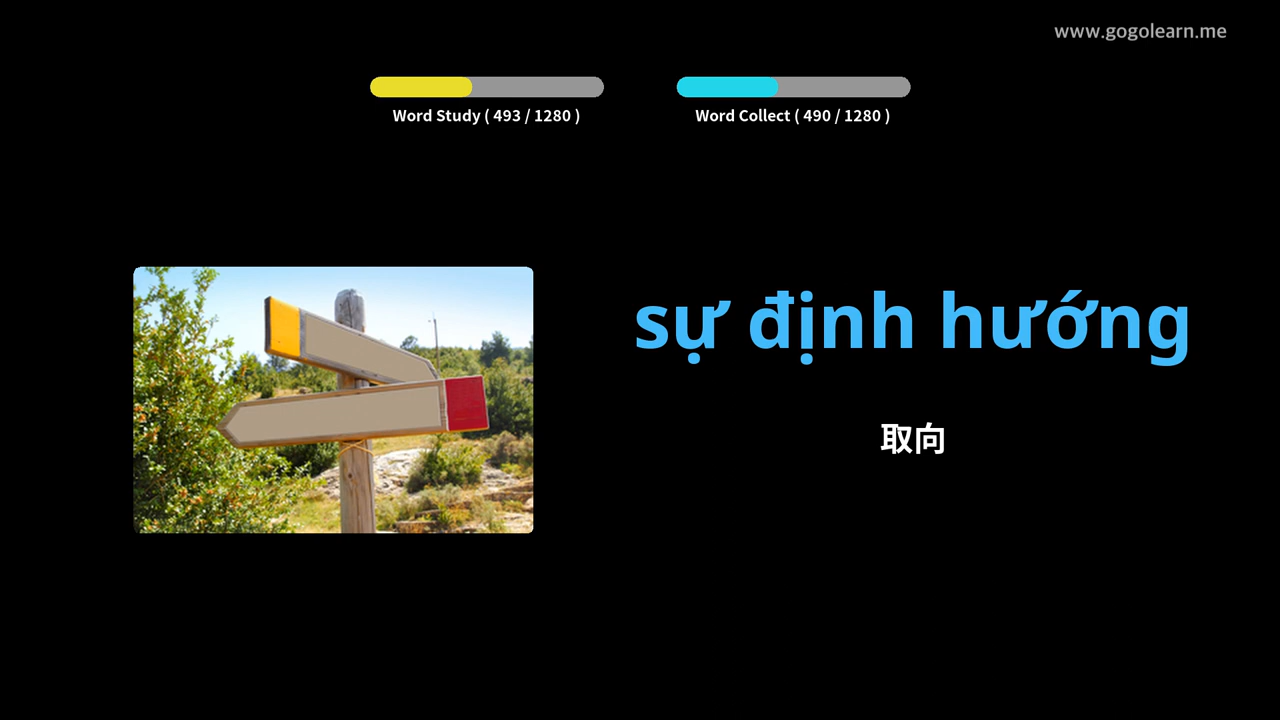 www.gogolearn.me
Word Study ( 493 / 1280 )
Word Collect ( 490 / 1280 )
sự định hướng
取向